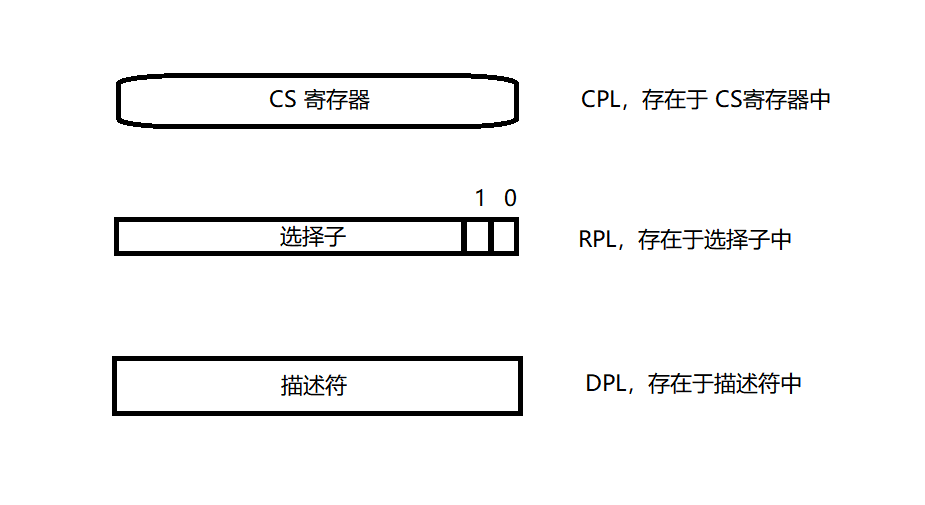 CS 寄存器
CPL，存在于 CS寄存器中
1 0
选择子
RPL，存在于选择子中
描述符
DPL，存在于描述符中